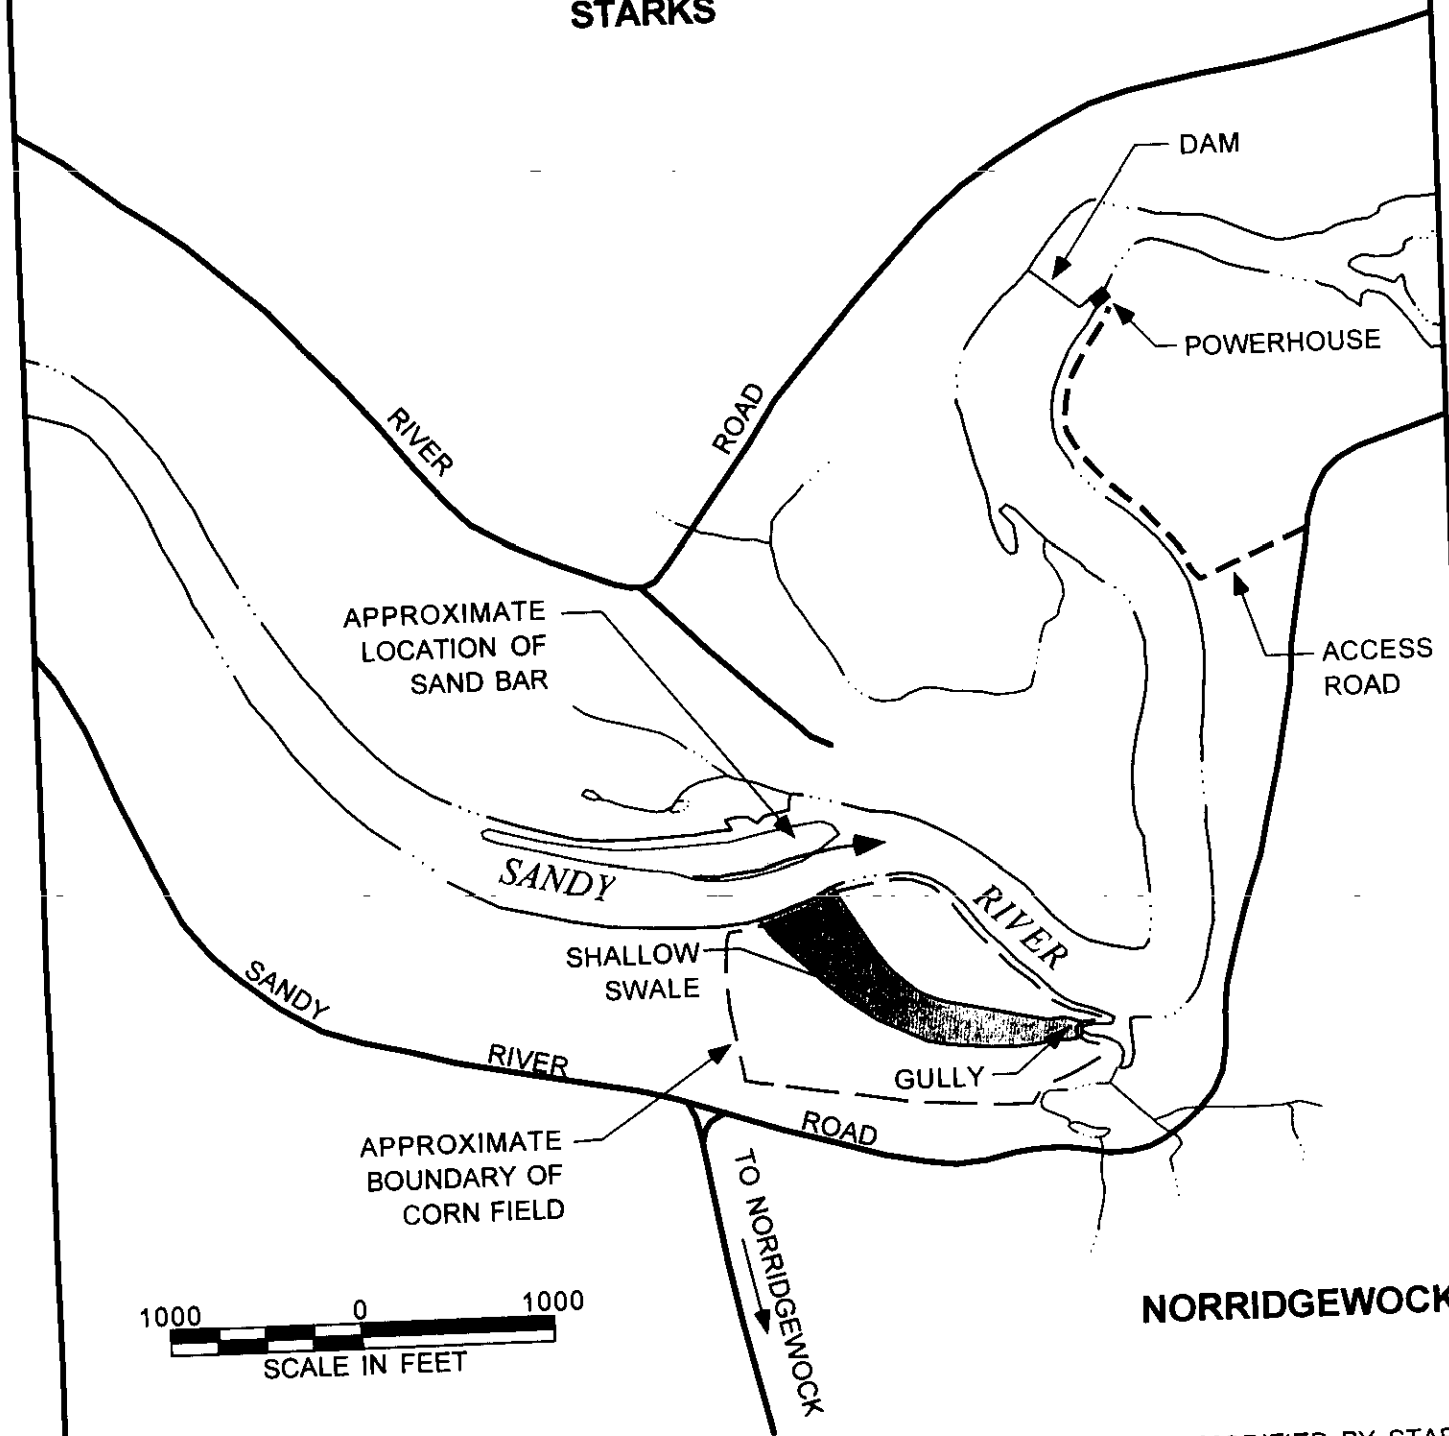 STARKS
DAM
POWERHOUSE
RIVER
ROAD
APPROXIMATE
LOCATION OF
SAND BAR
ACCESS
ROAD
SANDY
RIVER
SHALLOW
SWALE
SANDY
RIVER
GULLY
ROAD
APPROXIMATE
BOUNDARY OF
CORN FIELD
TO NORRIDGEWOCK
NORRIDGEWOCK
1000 0 1000
SCALE IN FEET
BY